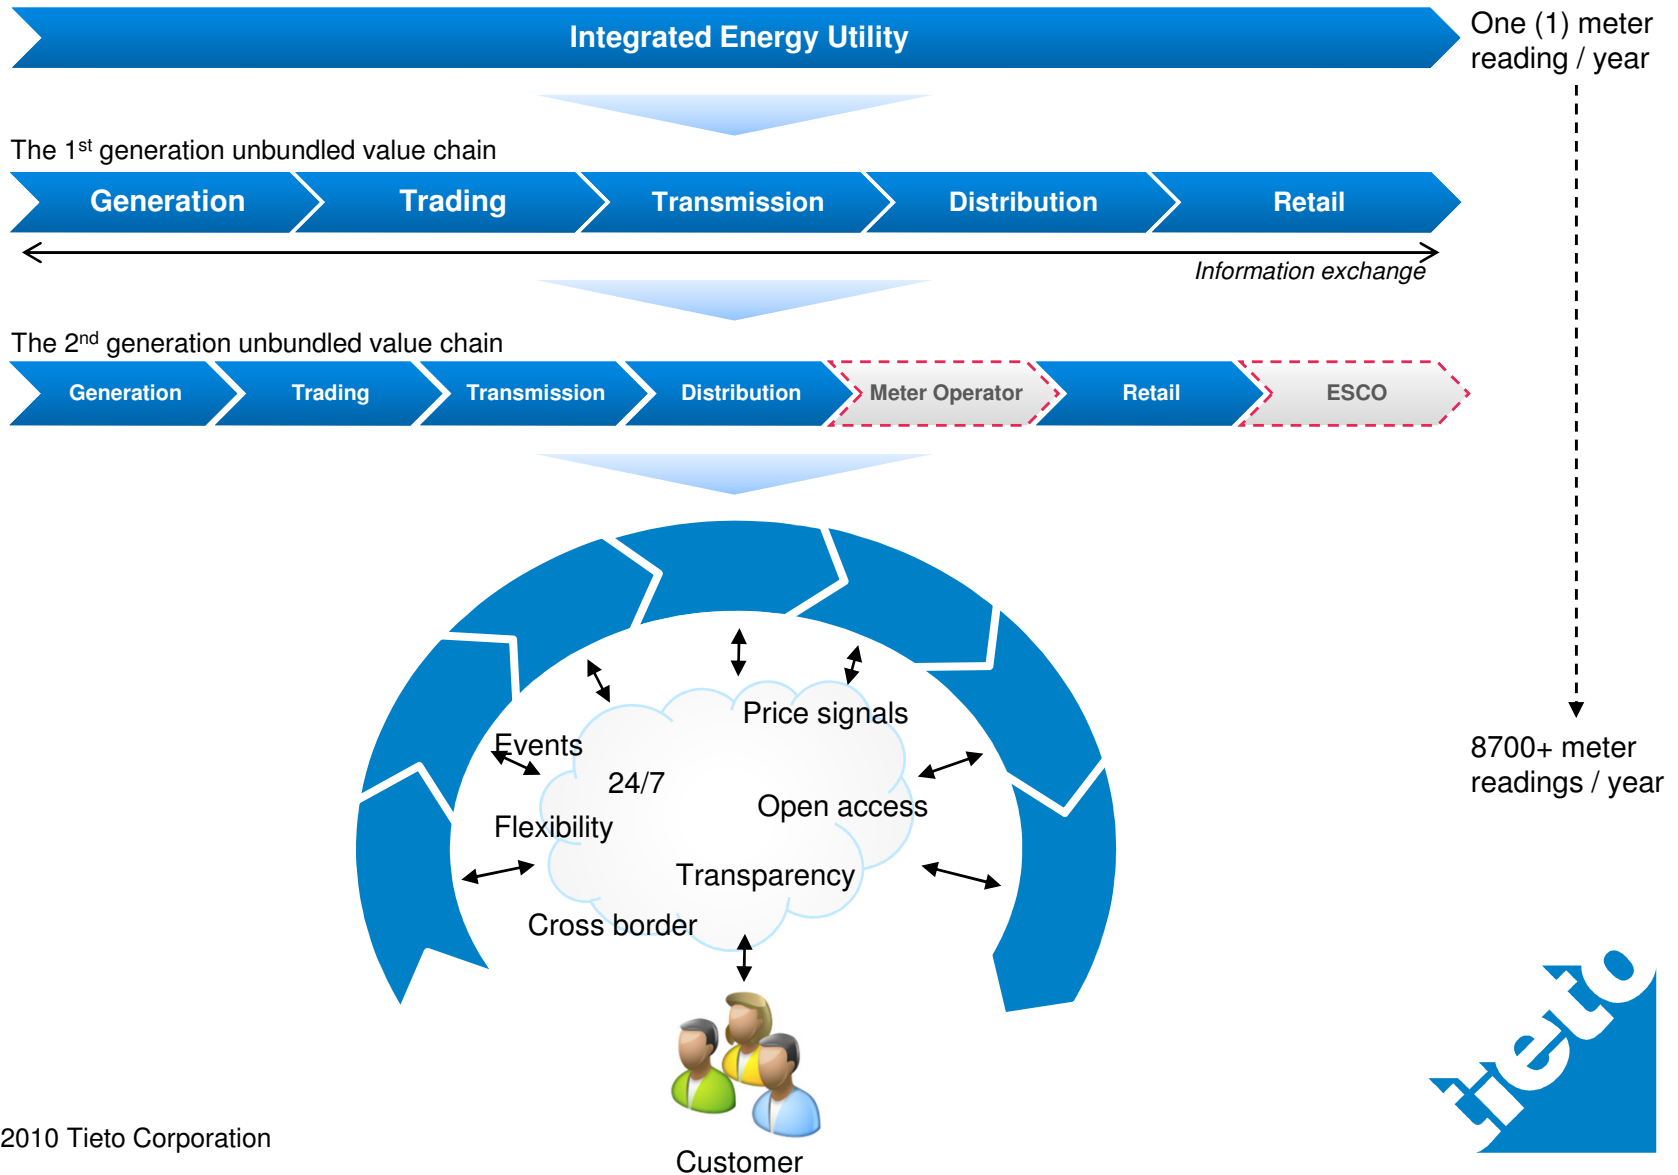 Integrated Energy Utility
One (1) meter
reading / year
The 1st generation unbundled value chain
Generation Trading Transmission Distribution Retail
Information exchange
The 2nd generation unbundled value chain
Generation Trading Transmission Distribution Meter Operator Retail ESCO
Price signals
Events
24/7
Open access
Flexibility
Transparency
Cross border
8700+ meter
readings / year
Customer
2010 Tieto Corporation
tieto